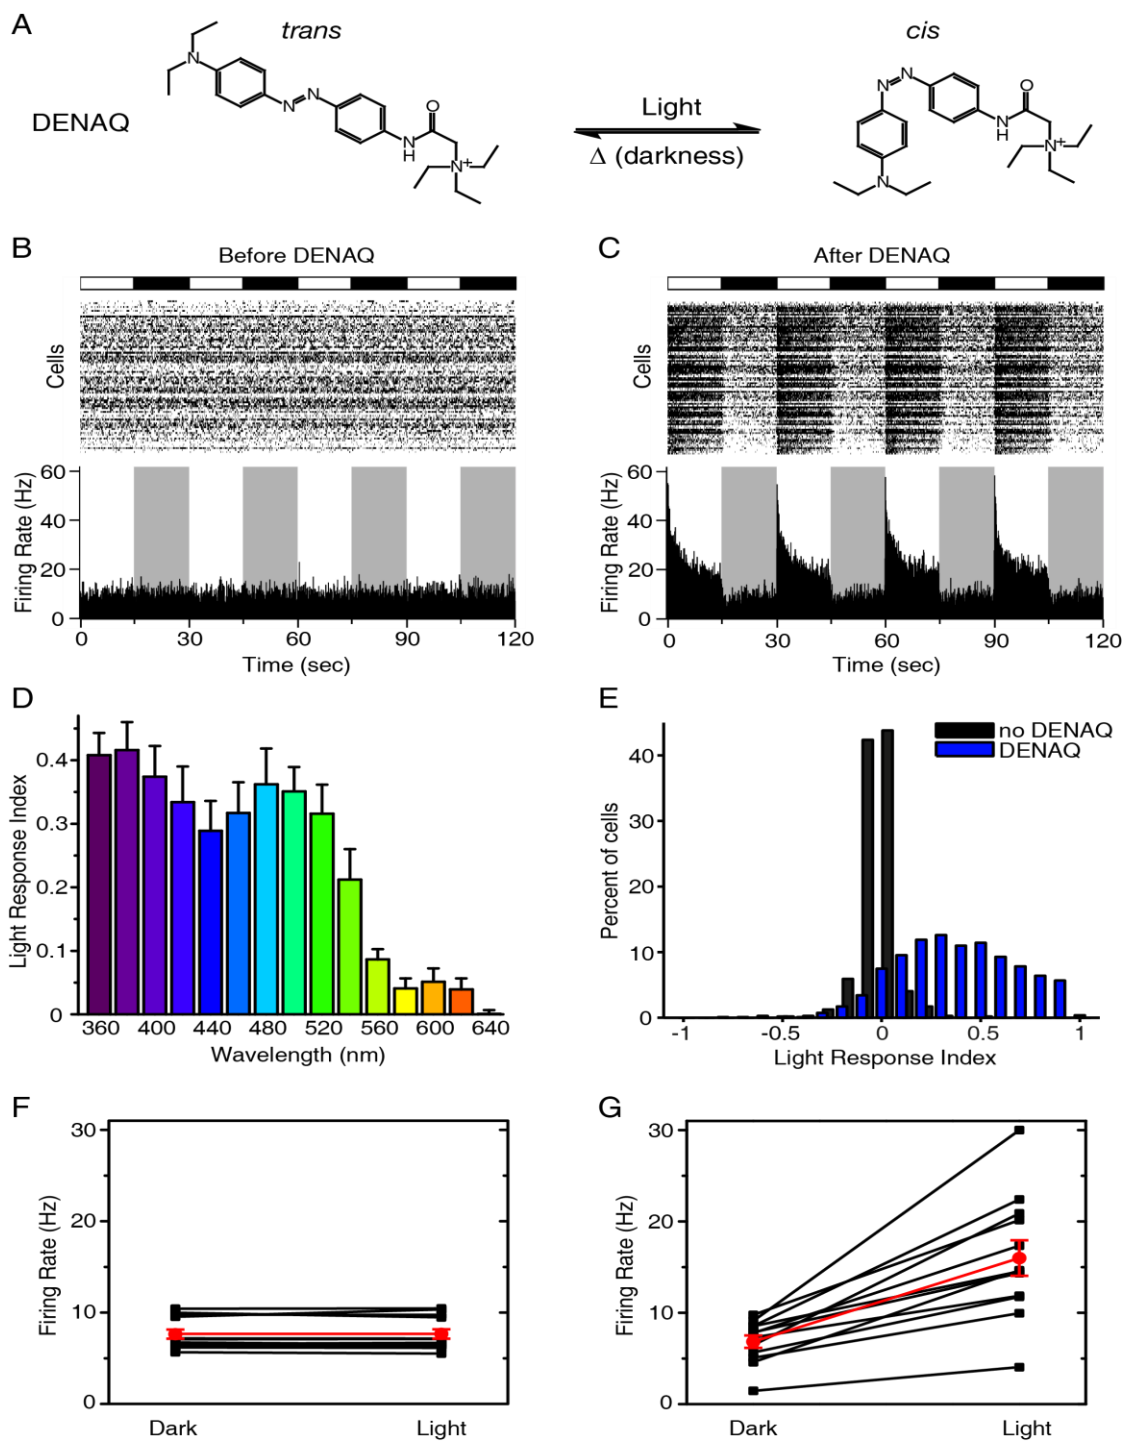 A
trans
cis
DENAQ
Light
Δ (darkness)
N
N
N
O
N
H
N+
N
N
O
N
H
N+
N
B
Before DENAQ
Cells
Firing Rate (Hz)
60
40
20
0
0 30 60 90 120
Time (sec)
C
After DENAQ
Cells
Firing Rate (Hz)
60
40
20
0
0 30 60 90 120
Time (sec)
D
Light Response Index
0.4
0.3
0.2
0.1
0
360 400 440 480 520 560 600 640
Wavelength (nm)
E
no DENAQ
DENAQ
Percent of cells
40
30
20
10
0
-1 -0.5 0 0.5 1
Light Response Index
F
Firing Rate (Hz)
30
20
10
0
Dark Light
G
Firing Rate (Hz)
30
20
10
0
Dark Light